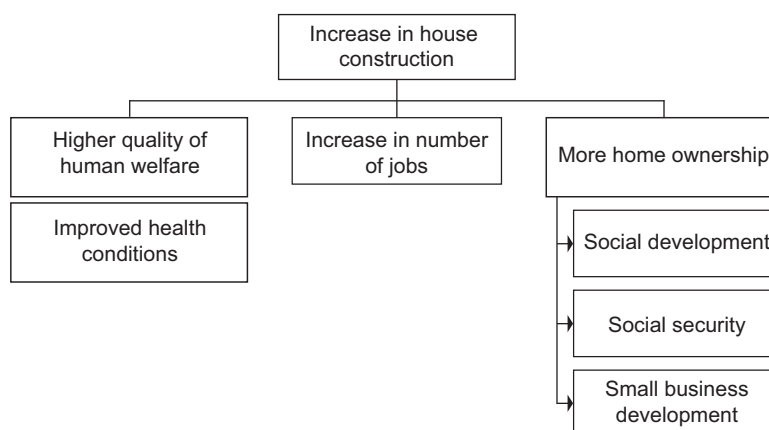 Increase in house
construction
Higher quality of
human welfare
Increase in number
of jobs
More home ownership
Improved health
conditions
Social development
Social security
Small business
development